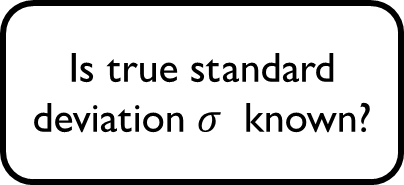 Is true standard
deviation σ known?